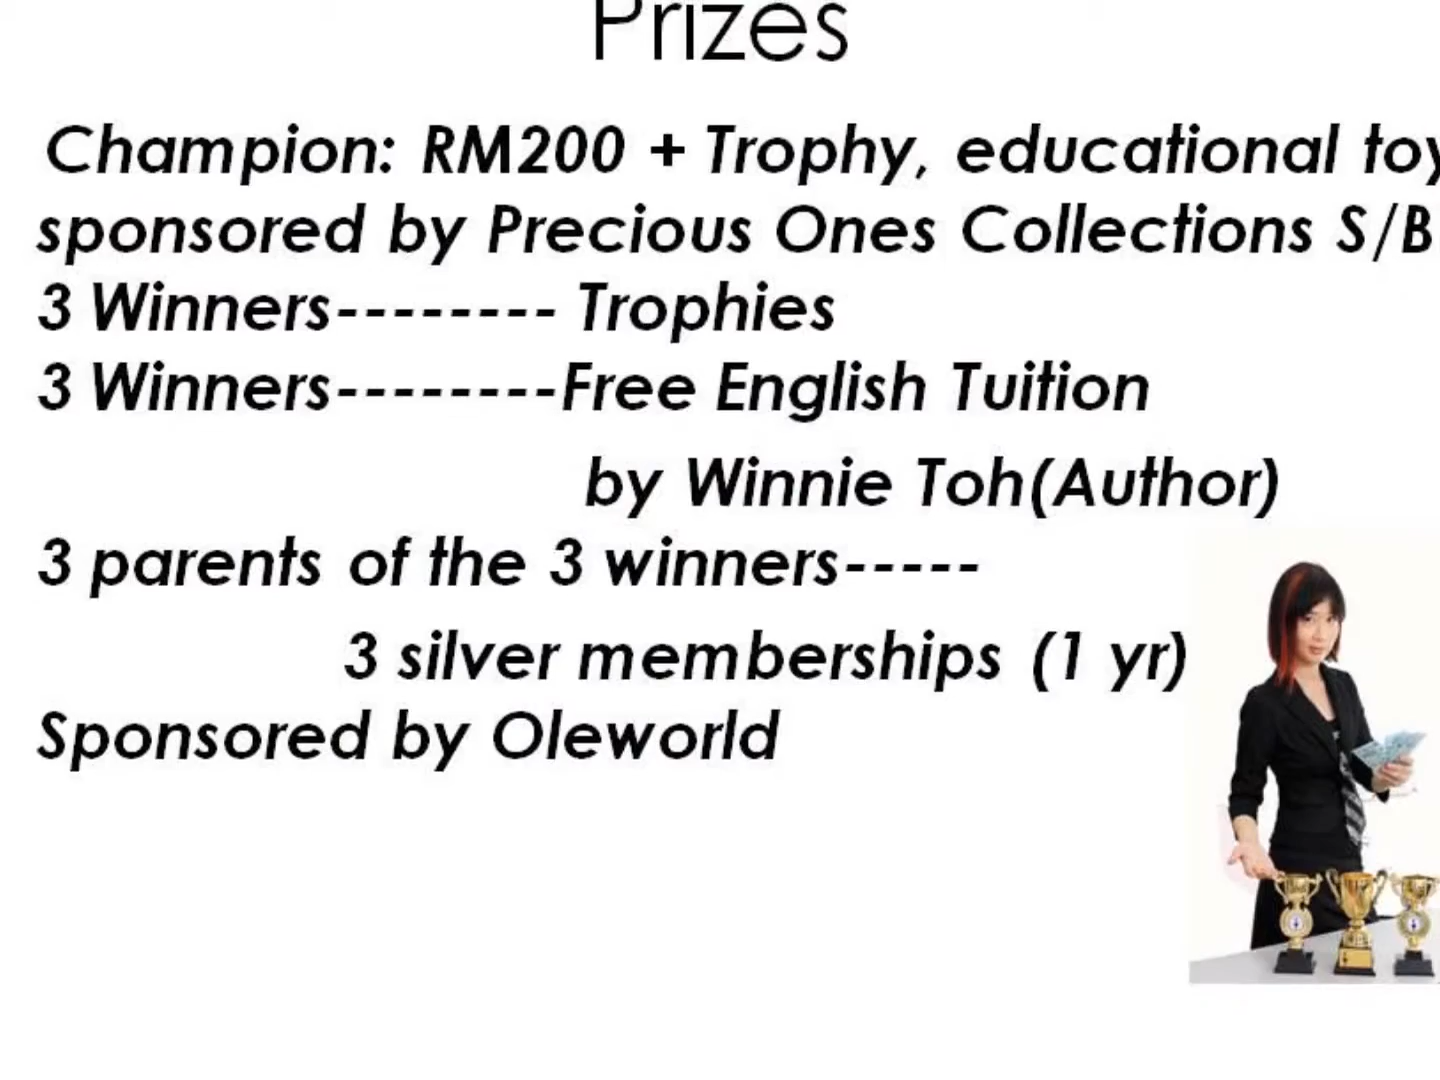 Prizes
Champion: RM200 + Trophy, educational toy
sponsored by Precious Ones Collections S/B
3 Winners-------- Trophies
3 Winners--------Free English Tuition
by Winnie Toh(Author)
3 parents of the 3 winners-----
3 silver memberships (1 yr)
Sponsored by Oleworld